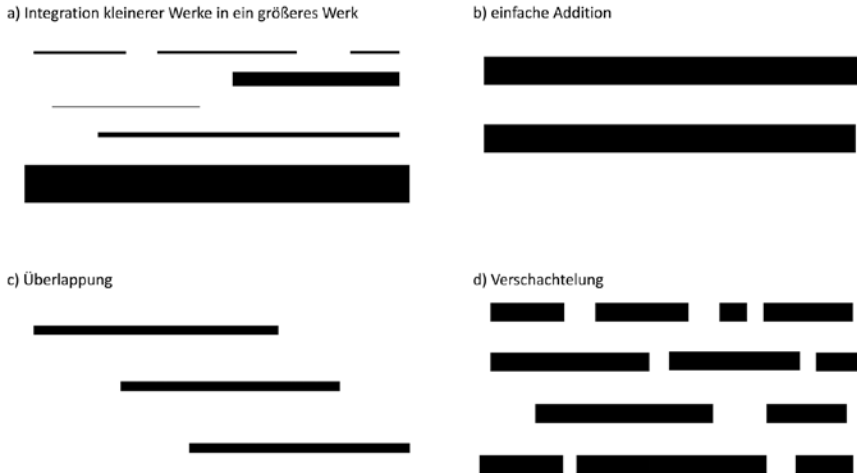 a) Integration kleinerer Werke in ein größeres Werk
b) einfache Addition
c) Überlappung
d) Verschachtelung